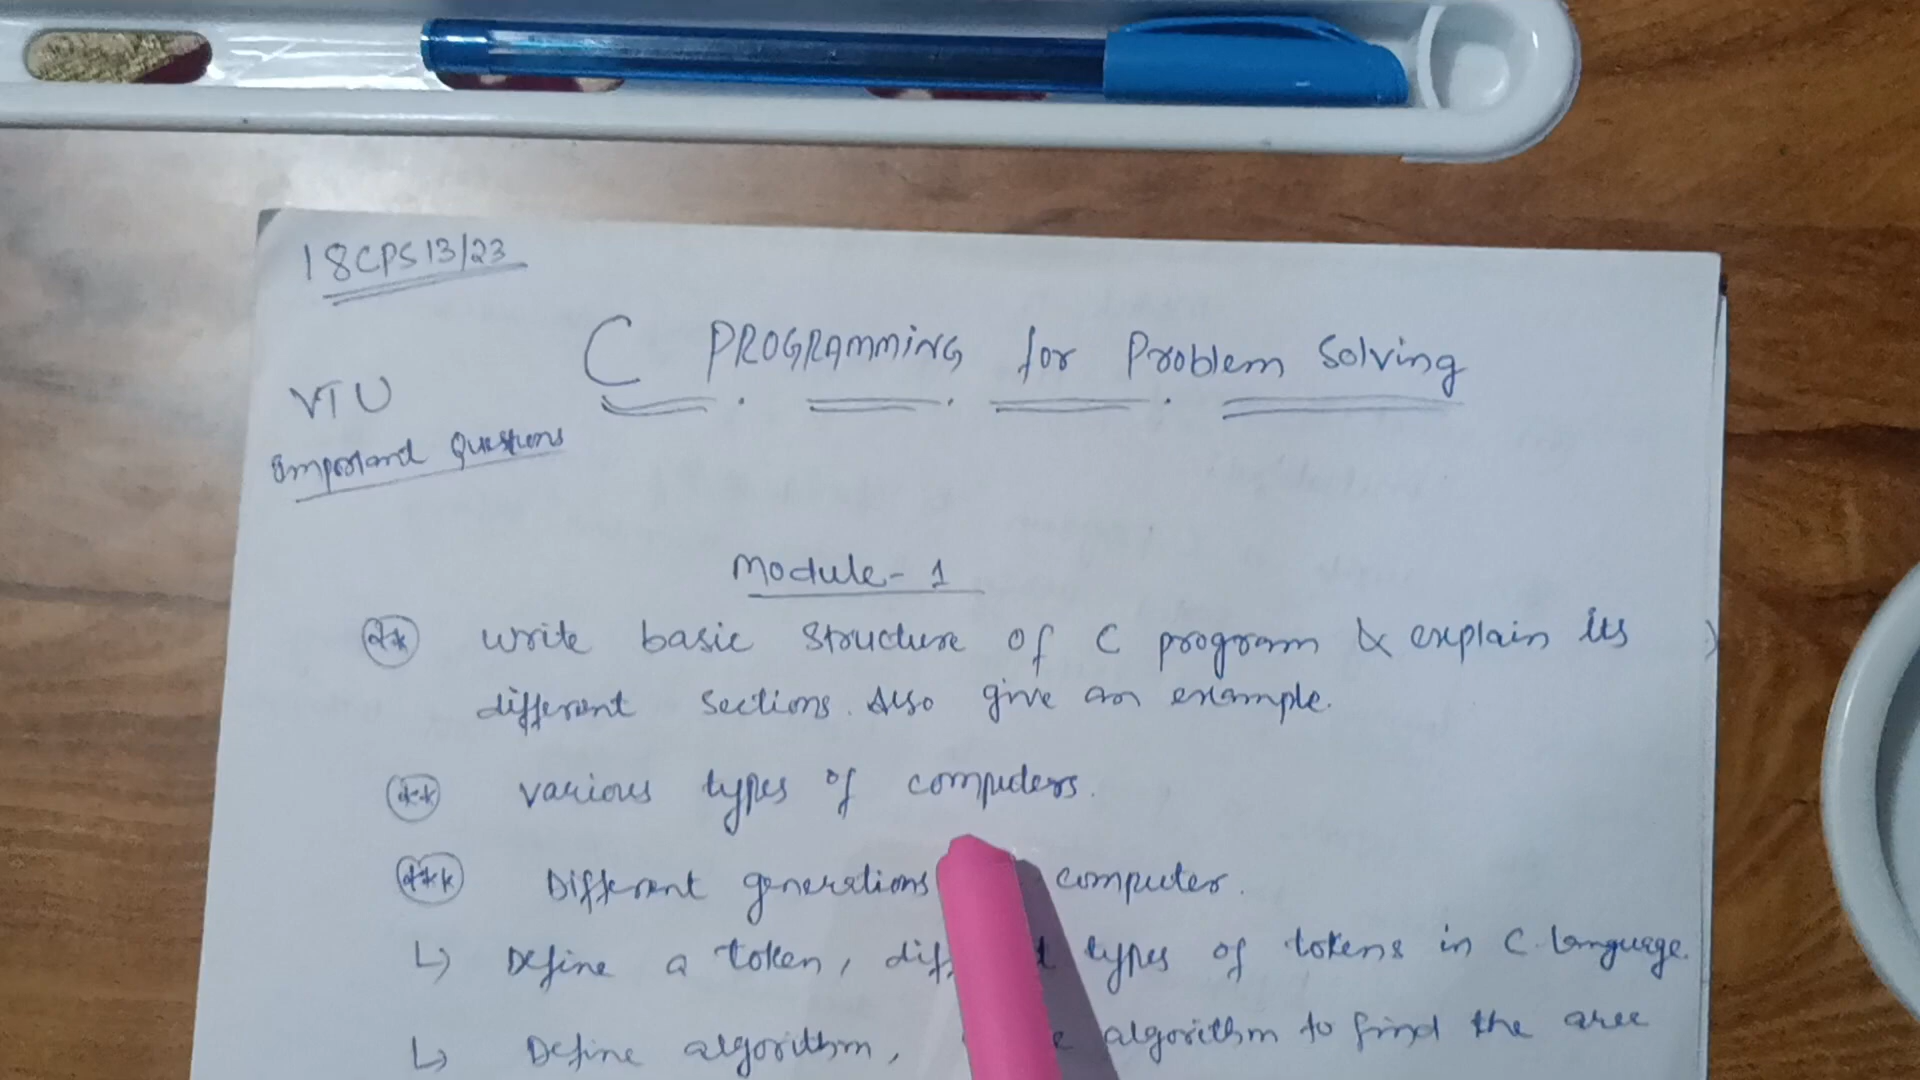 18CPS13/23
C PROGRAMMING for Problem Solving
VTU
Important Questions
Module - 1
** write basic structure of C program & explain its
different sections. Also give an example.
** various types of computers.
*** Different generations computer.
↳ Define a token, diff types of tokens in C language.
↳ Define algorithm, algorithm to find the area